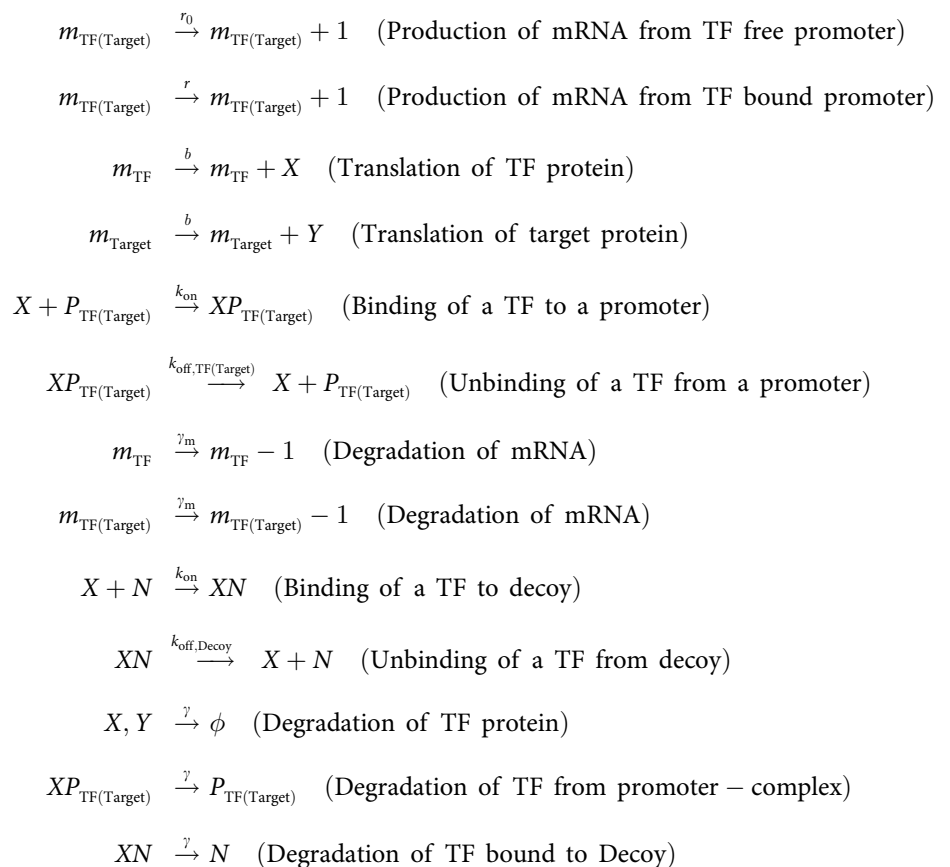 m_TF(Target) →^{r_0} m_TF(Target) + 1 (Production of mRNA from TF free promoter)
m_TF(Target) →^{r} m_TF(Target) + 1 (Production of mRNA from TF bound promoter)
m_TF →^{b} m_TF + X (Translation of TF protein)
m_Target →^{b} m_Target + Y (Translation of target protein)
X + P_TF(Target) →^{k_on} XP_TF(Target) (Binding of a TF to a promoter)
XP_TF(Target) →^{k_off,TF(Target)} X + P_TF(Target) (Unbinding of a TF from a promoter)
m_TF →^{γ_m} m_TF − 1 (Degradation of mRNA)
m_TF(Target) →^{γ_m} m_TF(Target) − 1 (Degradation of mRNA)
X + N →^{k_on} XN (Binding of a TF to decoy)
XN →^{k_off,Decoy} X + N (Unbinding of a TF from decoy)
X, Y →^{γ} ϕ (Degradation of TF protein)
XP_TF(Target) →^{γ} P_TF(Target) (Degradation of TF from promoter − complex)
XN →^{γ} N (Degradation of TF bound to Decoy)